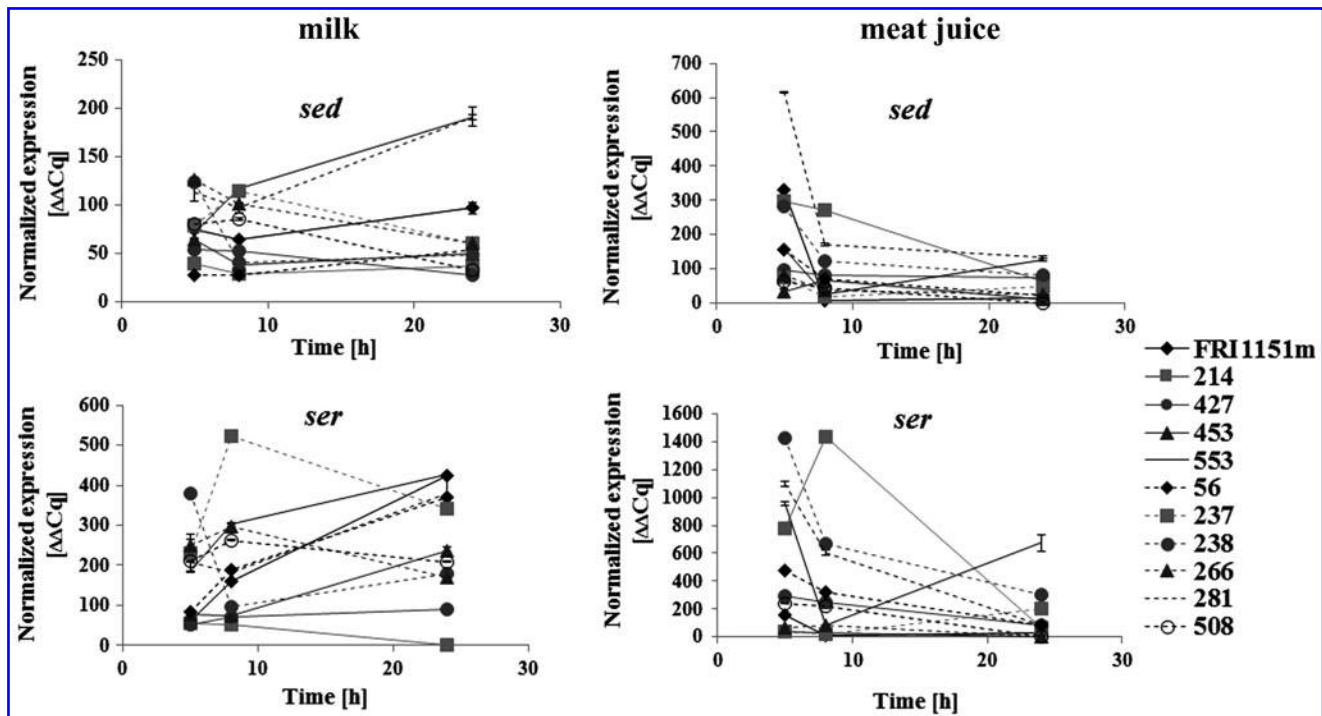 milk
meat juice
sed
Normalized expression
[ΔΔCq]
250
200
150
100
50
0
0 10 20 30
Time [h]
sed
Normalized expression
[ΔΔCq]
700
600
500
400
300
200
100
0
0 10 20 30
Time [h]
ser
Normalized expression
[ΔΔCq]
600
500
400
300
200
100
0
0 10 20 30
Time [h]
ser
Normalized expression
[ΔΔCq]
1600
1400
1200
1000
800
600
400
200
0
0 10 20 30
Time [h]
FRI1151m
214
427
453
553
56
237
238
266
281
508